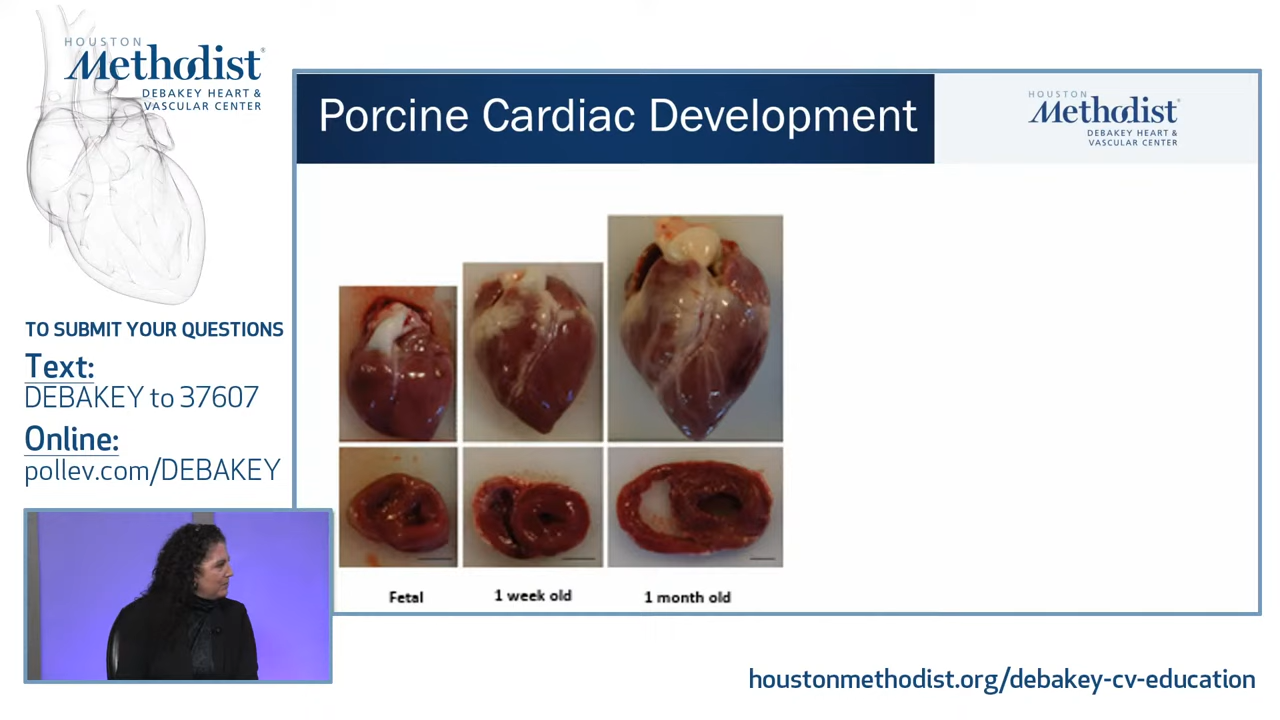 HOUSTON
Methodist®
DEBAKEY HEART &
VASCULAR CENTER
TO SUBMIT YOUR QUESTIONS
Text:
DEBAKEY to 37607
Online:
pollev.com/DEBAKEY
Porcine Cardiac Development
HOUSTON
Methodist®
DEBAKEY HEART &
VASCULAR CENTER
Fetal
1 week old
1 month old
houstonmethodist.org/debakey-cv-education